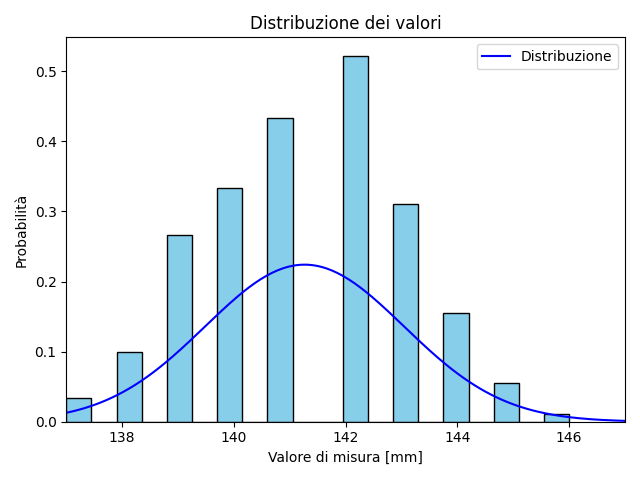 Distribuzione dei valori
Distribuzione
Probabilità
0.5
0.4
0.3
0.2
0.1
0.0
138 140 142 144 146
Valore di misura [mm]